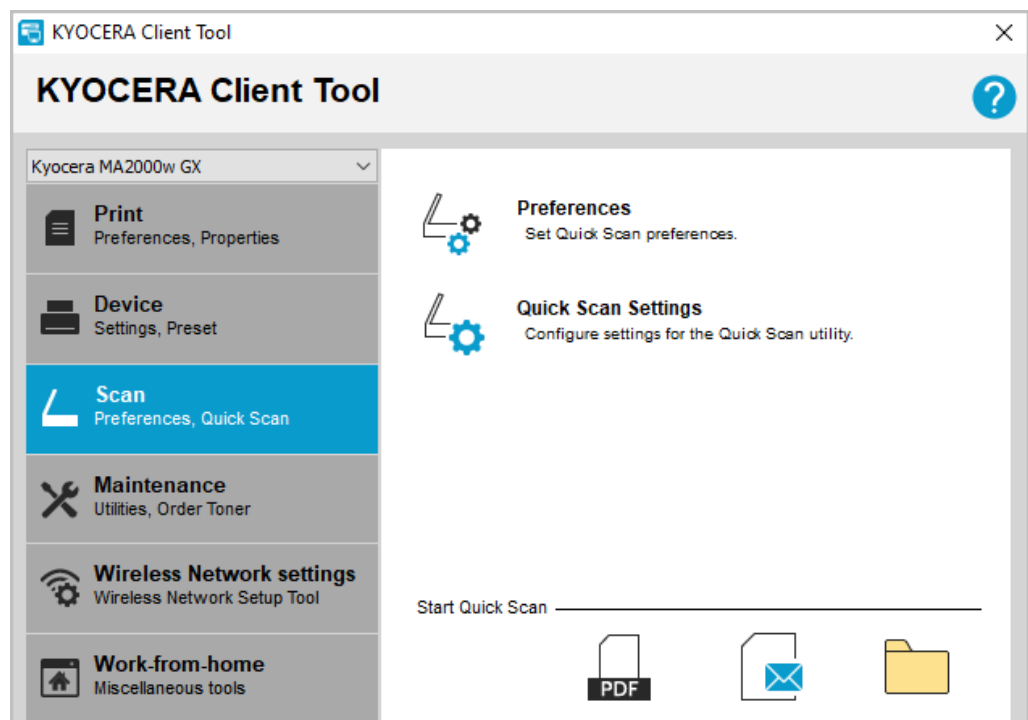 KYOCERA Client Tool
KYOCERA Client Tool
?
Kyocera MA2000w GX
Print
Preferences, Properties
Device
Settings, Preset
Scan
Preferences, Quick Scan
Maintenance
Utilities, Order Toner
Wireless Network settings
Wireless Network Setup Tool
Work-from-home
Miscellaneous tools
Preferences
Set Quick Scan preferences.
Quick Scan Settings
Configure settings for the Quick Scan utility.
Start Quick Scan
PDF